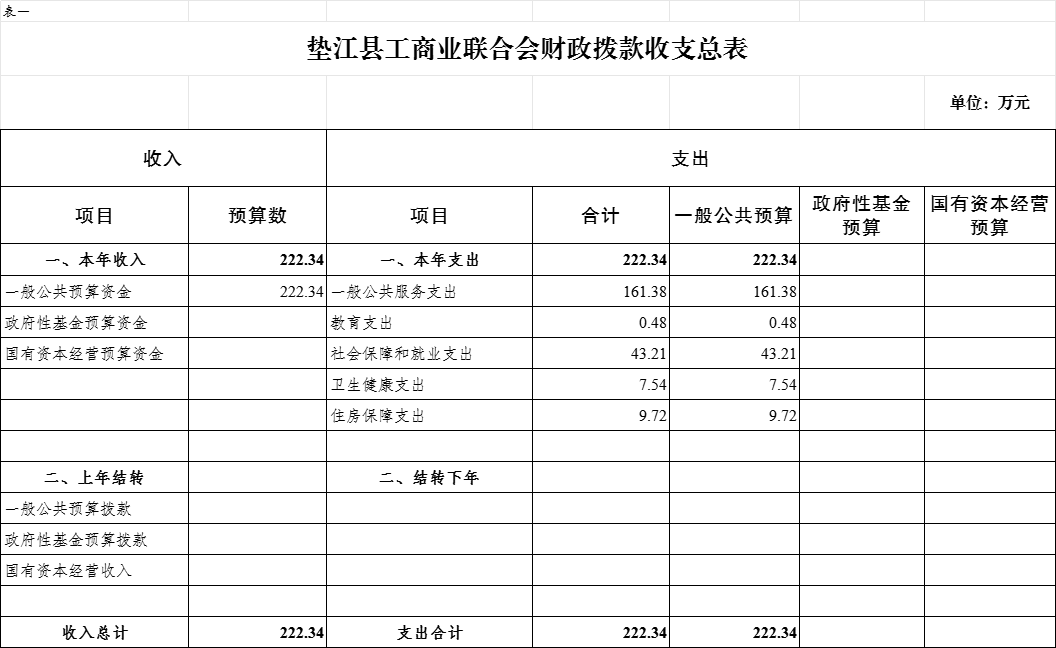 表一
垫江县工商业联合会财政拨款收支总表
单位：万元
收入 支出
项目 预算数 项目 合计 一般公共预算 政府性基金预算 国有资本经营预算
一、本年收入 222.34 一、本年支出 222.34 222.34
一般公共预算资金 222.34 一般公共服务支出 161.38 161.38
政府性基金预算资金 教育支出 0.48 0.48
国有资本经营预算资金 社会保障和就业支出 43.21 43.21
卫生健康支出 7.54 7.54
住房保障支出 9.72 9.72
二、上年结转 二、结转下年
一般公共预算拨款
政府性基金预算拨款
国有资本经营收入
收入总计 222.34 支出合计 222.34 222.34